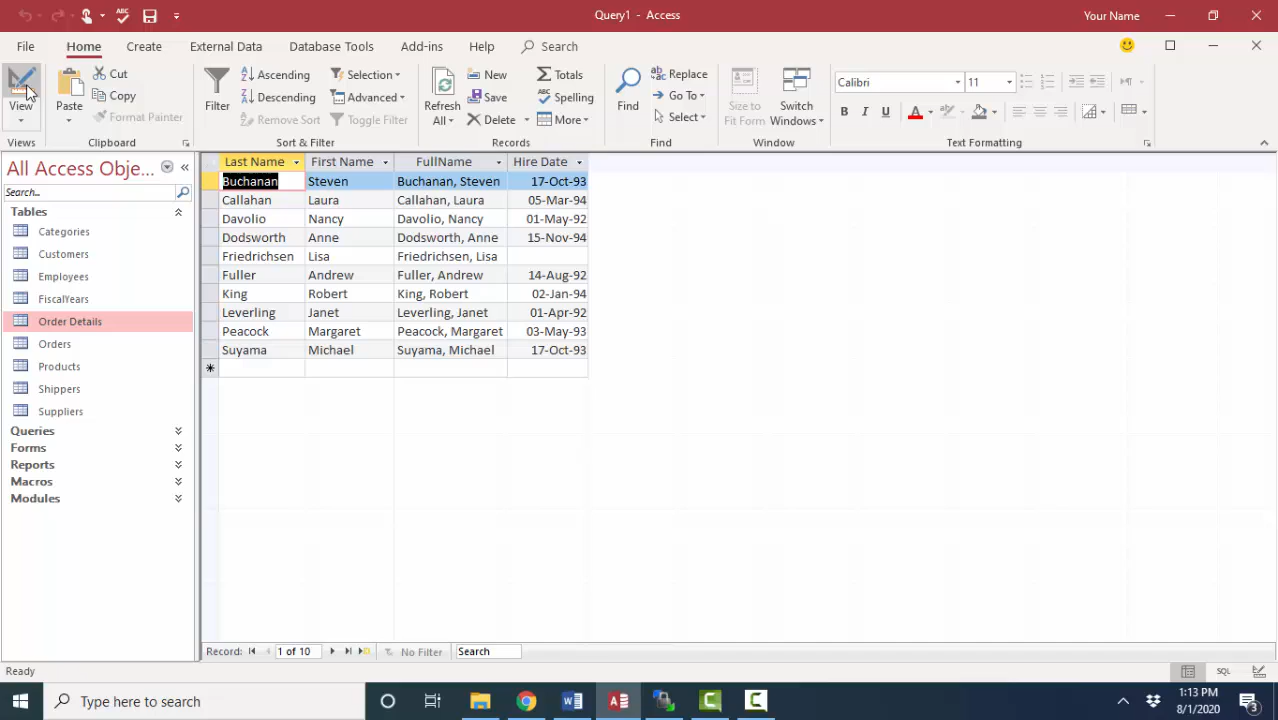 Query1 - Access
Your Name
File
Home
Create
External Data
Database Tools
Add-ins
Help
Search
View
Paste
Cut
Copy
Format Painter
Filter
Ascending
Descending
Remove Sort
Selection
Advanced
Toggle Filter
Refresh
All
New
Save
Delete
Totals
Spelling
More
Find
Replace
Go To
Select
Size to
Fit Form
Switch
Windows
Calibri
11
B I U
Views
Clipboard
Sort & Filter
Records
Find
Window
Text Formatting
All Access Obje...
Search...
Tables
Categories
Customers
Employees
FiscalYears
Order Details
Orders
Products
Shippers
Suppliers
Queries
Forms
Reports
Macros
Modules
Last Name First Name FullName Hire Date
Buchanan Steven Buchanan, Steven 17-Oct-93
Callahan Laura Callahan, Laura 05-Mar-94
Davolio Nancy Davolio, Nancy 01-May-92
Dodsworth Anne Dodsworth, Anne 15-Nov-94
Friedrichsen Lisa Friedrichsen, Lisa
Fuller Andrew Fuller, Andrew 14-Aug-92
King Robert King, Robert 02-Jan-94
Leverling Janet Leverling, Janet 01-Apr-92
Peacock Margaret Peacock, Margaret 03-May-93
Suyama Michael Suyama, Michael 17-Oct-93
Record: 1 of 10 No Filter Search
Ready
SQL
Type here to search
1:13 PM
8/1/2020
3